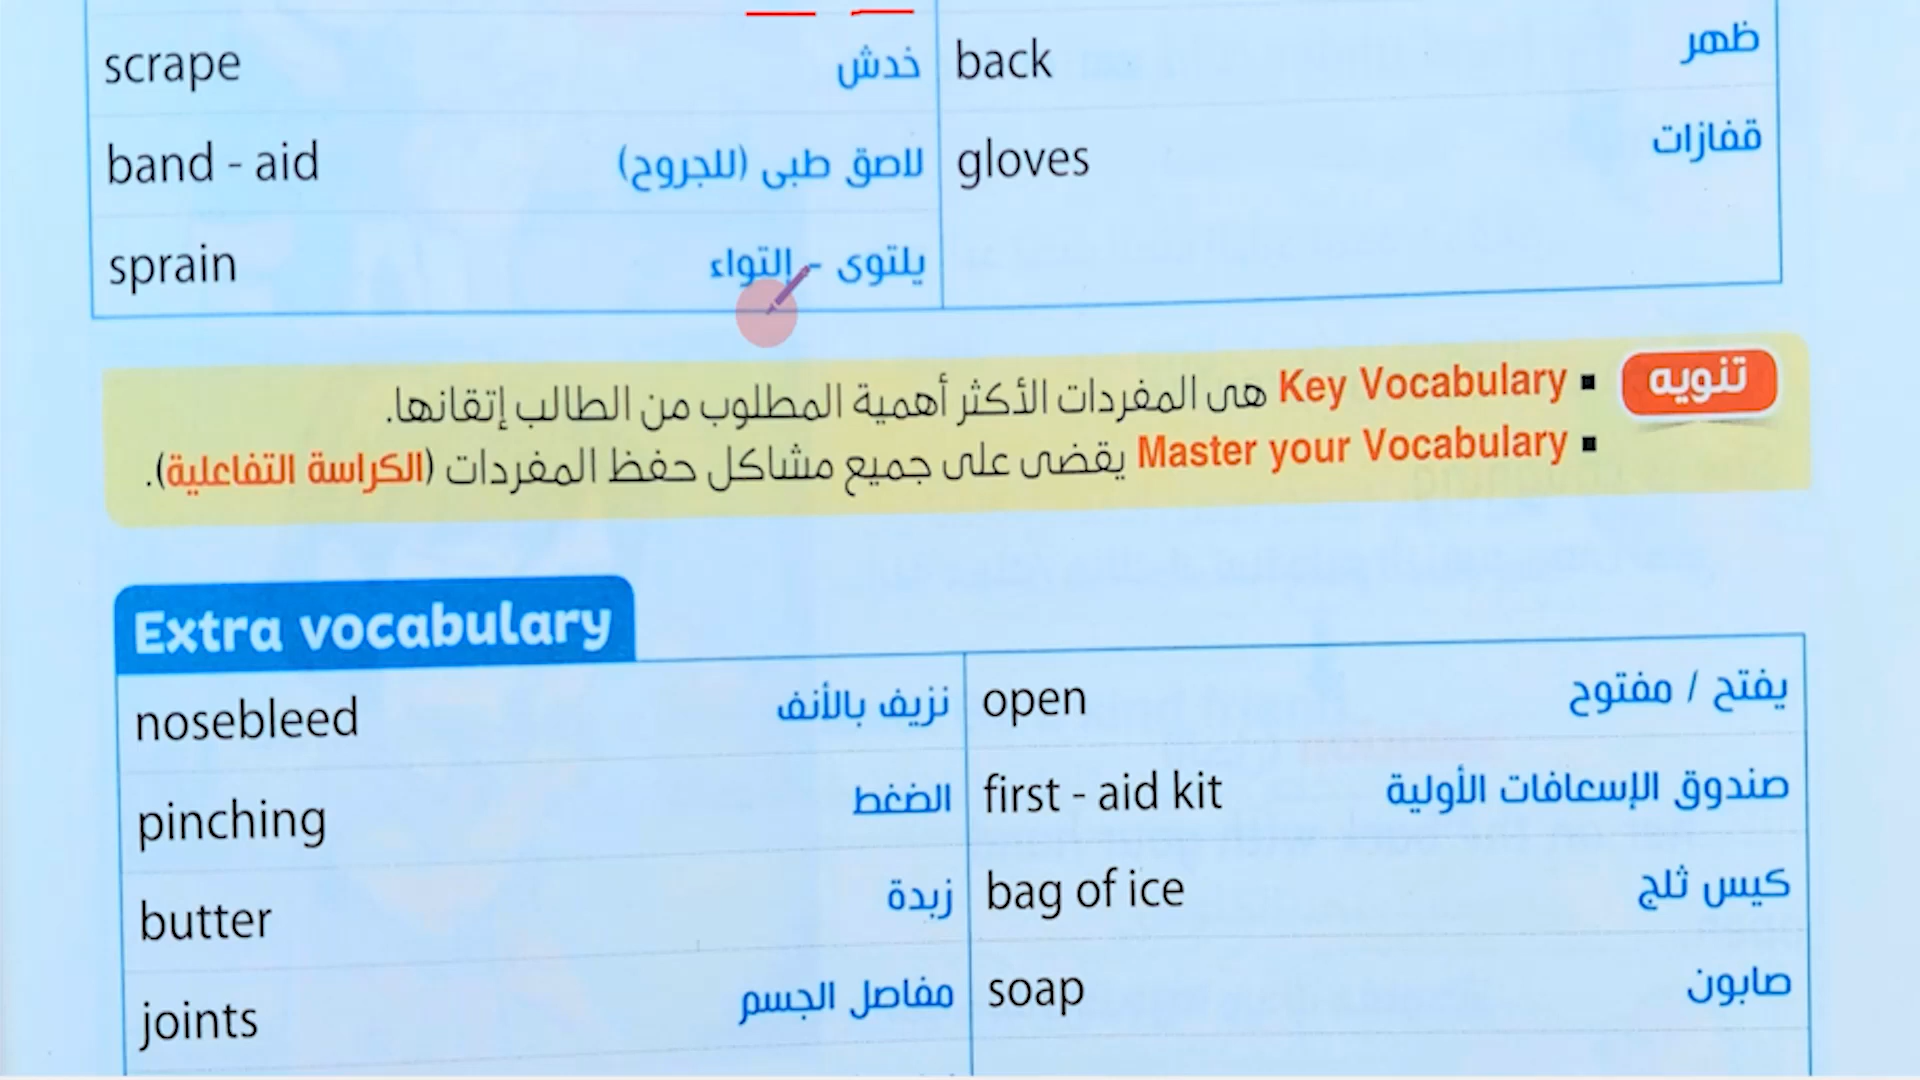 scrape خدش back ظهر
band - aid لاصق طبى (للجروح) gloves قفازات
sprain يلتوى - إلتواء
تنويه
▪ Key Vocabulary هى المفردات الأكثر أهمية المطلوب من الطالب إتقانها.
▪ Master your Vocabulary يقضى على جميع مشاكل حفظ المفردات (الكراسة التفاعلية).
Extra vocabulary
nosebleed نزيف بالأنف open يفتح / مفتوح
pinching الضغط first - aid kit صندوق الإسعافات الأولية
butter زبدة bag of ice كيس ثلج
joints مفاصل الجسم soap صابون